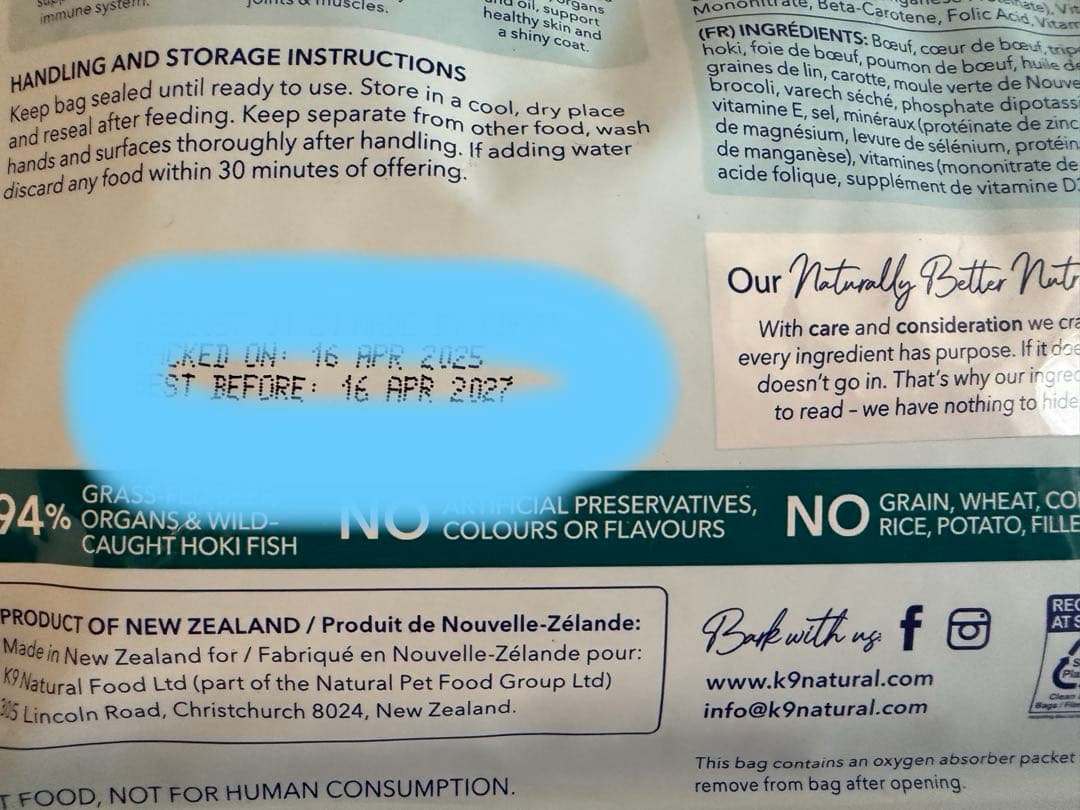 immune system.
joints & muscles.
organs
and oil, support
healthy skin and
a shiny coat.
HANDLING AND STORAGE INSTRUCTIONS
Keep bag sealed until ready to use. Store in a cool, dry place
and reseal after feeding. Keep separate from other food, wash
hands and surfaces thoroughly after handling. If adding water
discard any food within 30 minutes of offering.
Beta-Carotene, Folic Acid,
(FR) INGRÉDIENTS: Bœuf, cœur de bœuf,
hoki, foie de bœuf, poumon de bœuf, huile de
graines de lin, carotte, moule verte de
brocoli, varech séché, phosphate
vitamine E, sel, minéraux (protéinate de zinc
de magnésium, levure de sélénium,
de manganèse), vitamines (mononitrate de
acide folique, supplément de vitamine
ON: 16 APR 2025
BEFORE: 16 APR 2027
Our Naturally Better
With care and consideration we
every ingredient has purpose. If it
doesn't go in. That's why our
to read – we have nothing to hide
94% GRASS
ORGANS & WILD-
CAUGHT HOKI FISH
NO
PRESERVATIVES,
COLOURS OR FLAVOURS
NO GRAIN, WHEAT,
RICE, POTATO,
PRODUCT OF NEW ZEALAND / Produit de Nouvelle-Zélande:
Made in New Zealand for / Fabriqué en Nouvelle-Zélande pour:
K9 Natural Food Ltd (part of the Natural Pet Food Group Ltd)
Lincoln Road, Christchurch 8024, New Zealand.
Bark with us:
www.k9natural.com
info@k9natural.com
FOOD, NOT FOR HUMAN CONSUMPTION.
This bag contains an oxygen absorber packet
remove from bag after opening.